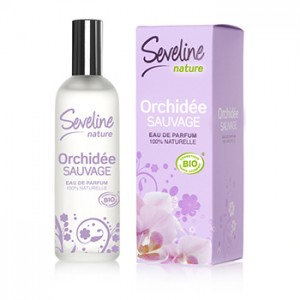 Seveline
nature
Orchidée
SAUVAGE
EAU DE PARFUM
100% NATURELLE
BIO
Seveline
nature
Orchidée
SAUVAGE
EAU DE PARFUM
100% NATURELLE
BIO